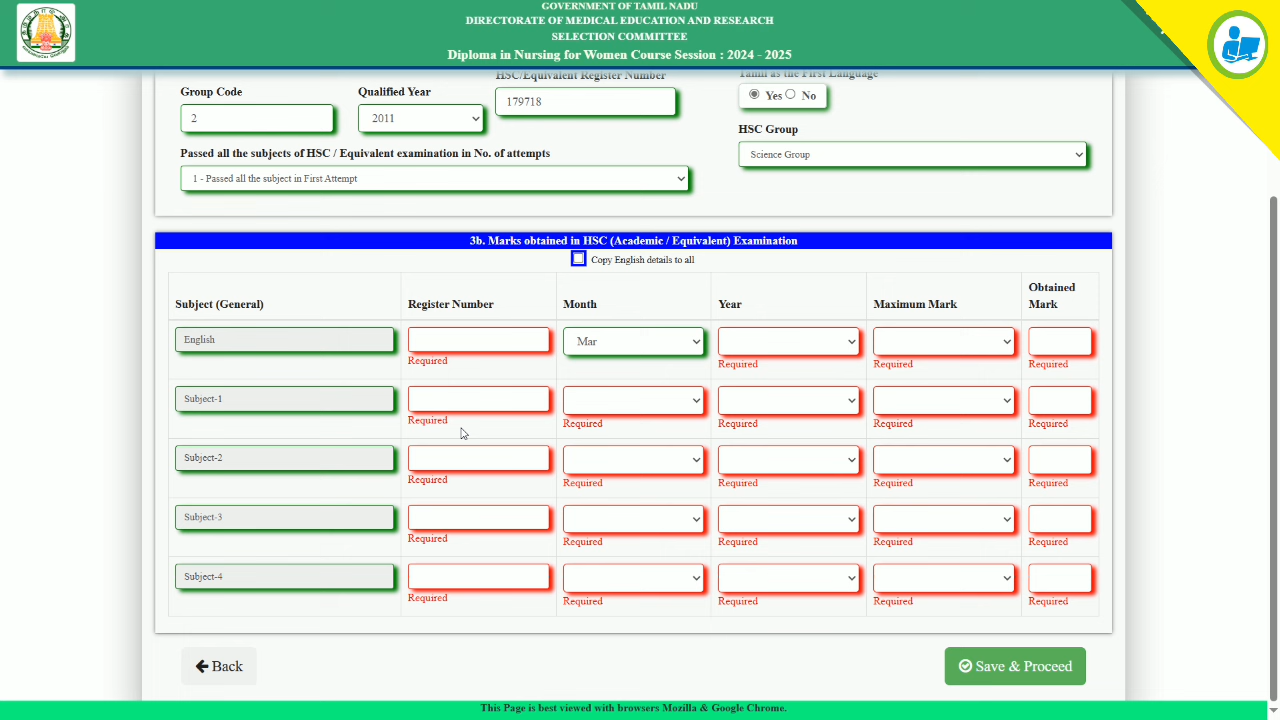 GOVERNMENT OF TAMIL NADU
DIRECTORATE OF MEDICAL EDUCATION AND RESEARCH
SELECTION COMMITTEE
Diploma in Nursing for Women Course Session : 2024 - 2025
HSC/Equivalent Register Number
Tamil as the First Language
Group Code
Qualified Year
179718
Yes No
2
2011
HSC Group
Passed all the subjects of HSC / Equivalent examination in No. of attempts
Science Group
1 - Passed all the subject in First Attempt
3b. Marks obtained in HSC (Academic / Equivalent) Examination
Copy English details to all
Subject (General) Register Number Month Year Maximum Mark Obtained Mark
English Mar
Required Required Required Required
Subject-1
Required Required Required Required Required
Subject-2
Required Required Required Required Required
Subject-3
Required Required Required Required Required
Subject-4
Required Required Required Required Required
Back Save & Proceed
This Page is best viewed with browsers Mozilla & Google Chrome.